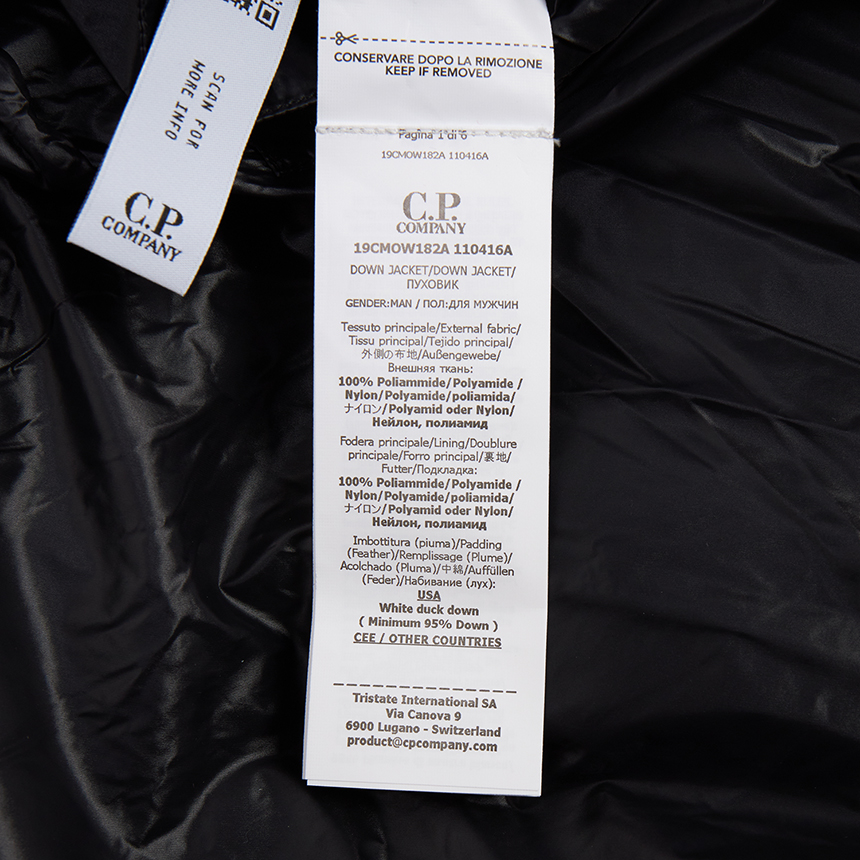 SCAN FOR
MORE INFO
C.P.
COMPANY
CONSERVARE DOPO LA RIMOZIONE
KEEP IF REMOVED
Pagina 1 di 6
19CMOW182A 110416A
C.P.
COMPANY
19CMOW182A 110416A
DOWN JACKET/DOWN JACKET/
ПУХОВИК
GENDER:MAN / ПОЛ:ДЛЯ МУЖЧИН
Tessuto principale/External fabric/
Tissu principal/Tejido principal/
外側の布地/Außengewebe/
Внешняя ткань:
100% Poliammide/Polyamide /
Nylon/Polyamide/poliamida/
ナイロン/Polyamid oder Nylon/
Нейлон, полиамид
Fodera principale/Lining/Doublure
principale/Forro principal/裏地/
Futter/Подкладка:
100% Poliammide/Polyamide /
Nylon/Polyamide/poliamida/
ナイロン/Polyamid oder Nylon/
Нейлон, полиамид
Imbottitura (piuma)/Padding
(Feather)/Remplissage (Plume)/
Acolchado (Pluma)/中綿/Auffüllen
(Feder)/Набивание (лух):
USA
White duck down
( Minimum 95% Down )
CEE / OTHER COUNTRIES
Tristate International SA
Via Canova 9
6900 Lugano - Switzerland
product@cpcompany.com